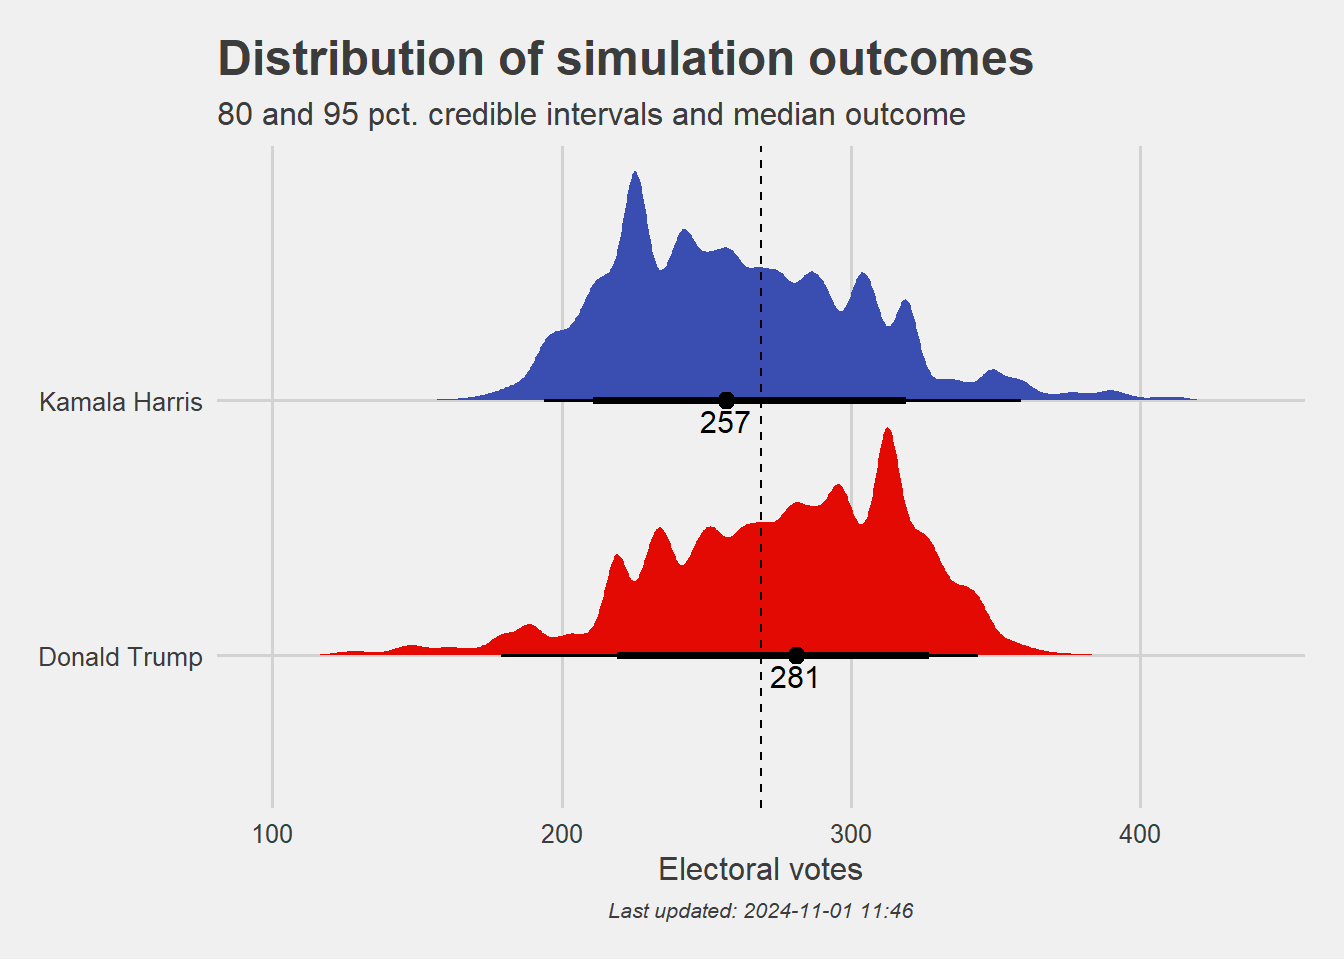 Distribution of simulation outcomes
80 and 95 pct. credible intervals and median outcome
Kamala Harris
257
Donald Trump
281
100 200 300 400
Electoral votes
Last updated: 2024-11-01 11:46